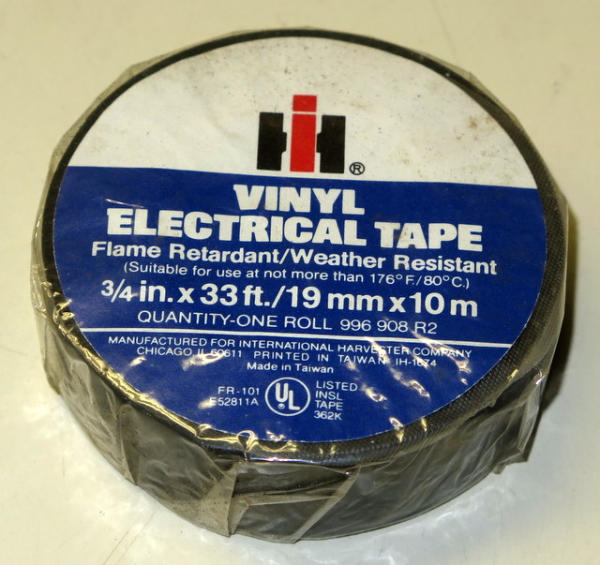 IH®
VINYL
ELECTRICAL TAPE
Flame Retardant/Weather Resistant
(Suitable for use at not more than 176°F./80°C.)
3/4 in. x 33 ft./19 mm x 10 m
QUANTITY-ONE ROLL 996 908 R2
MANUFACTURED FOR INTERNATIONAL HARVESTER COMPANY
CHICAGO IL 60611 PRINTED IN TAIWAN IH-1674
Made in Taiwan
FR-101
E52811A
UL®
LISTED
INSL
TAPE
362K